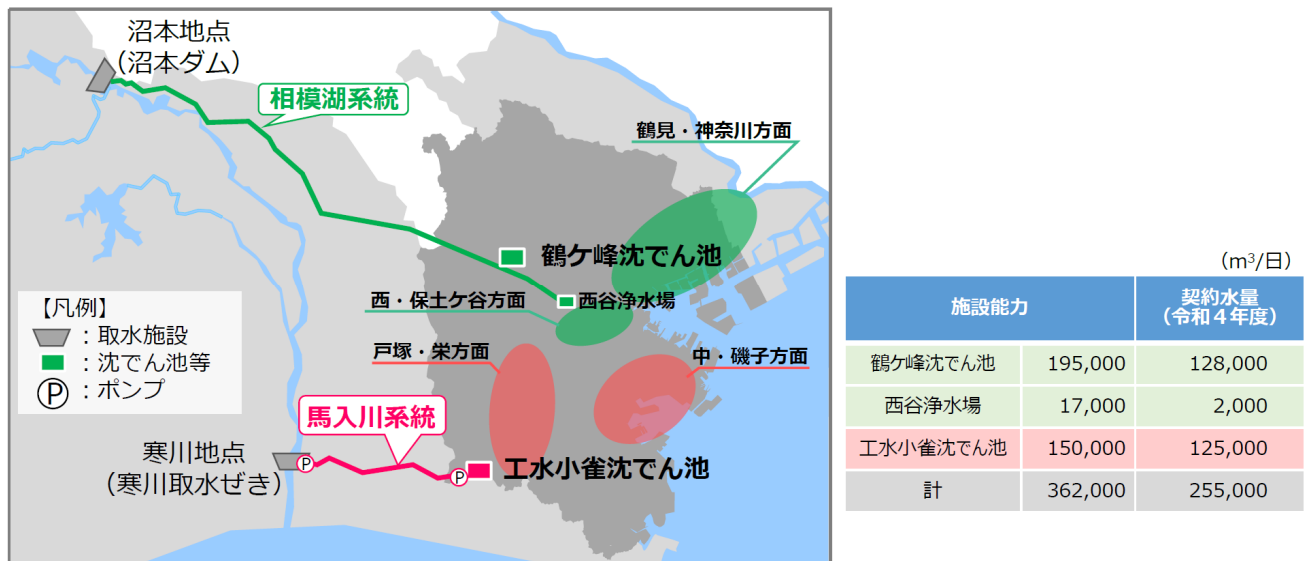 沼本地点
（沼本ダム）
相模湖系統
鶴見・神奈川方面
鶴ケ峰沈でん池
西・保土ケ谷方面
西谷浄水場
【凡例】
：取水施設
：沈でん池等
P：ポンプ
戸塚・栄方面
中・磯子方面
馬入川系統
寒川地点
（寒川取水ぜき）
P
P
工水小雀沈でん池
（m³/日）
施設能力 契約水量
（令和４年度）
鶴ケ峰沈でん池 195,000 128,000
西谷浄水場 17,000 2,000
工水小雀沈でん池 150,000 125,000
計 362,000 255,000